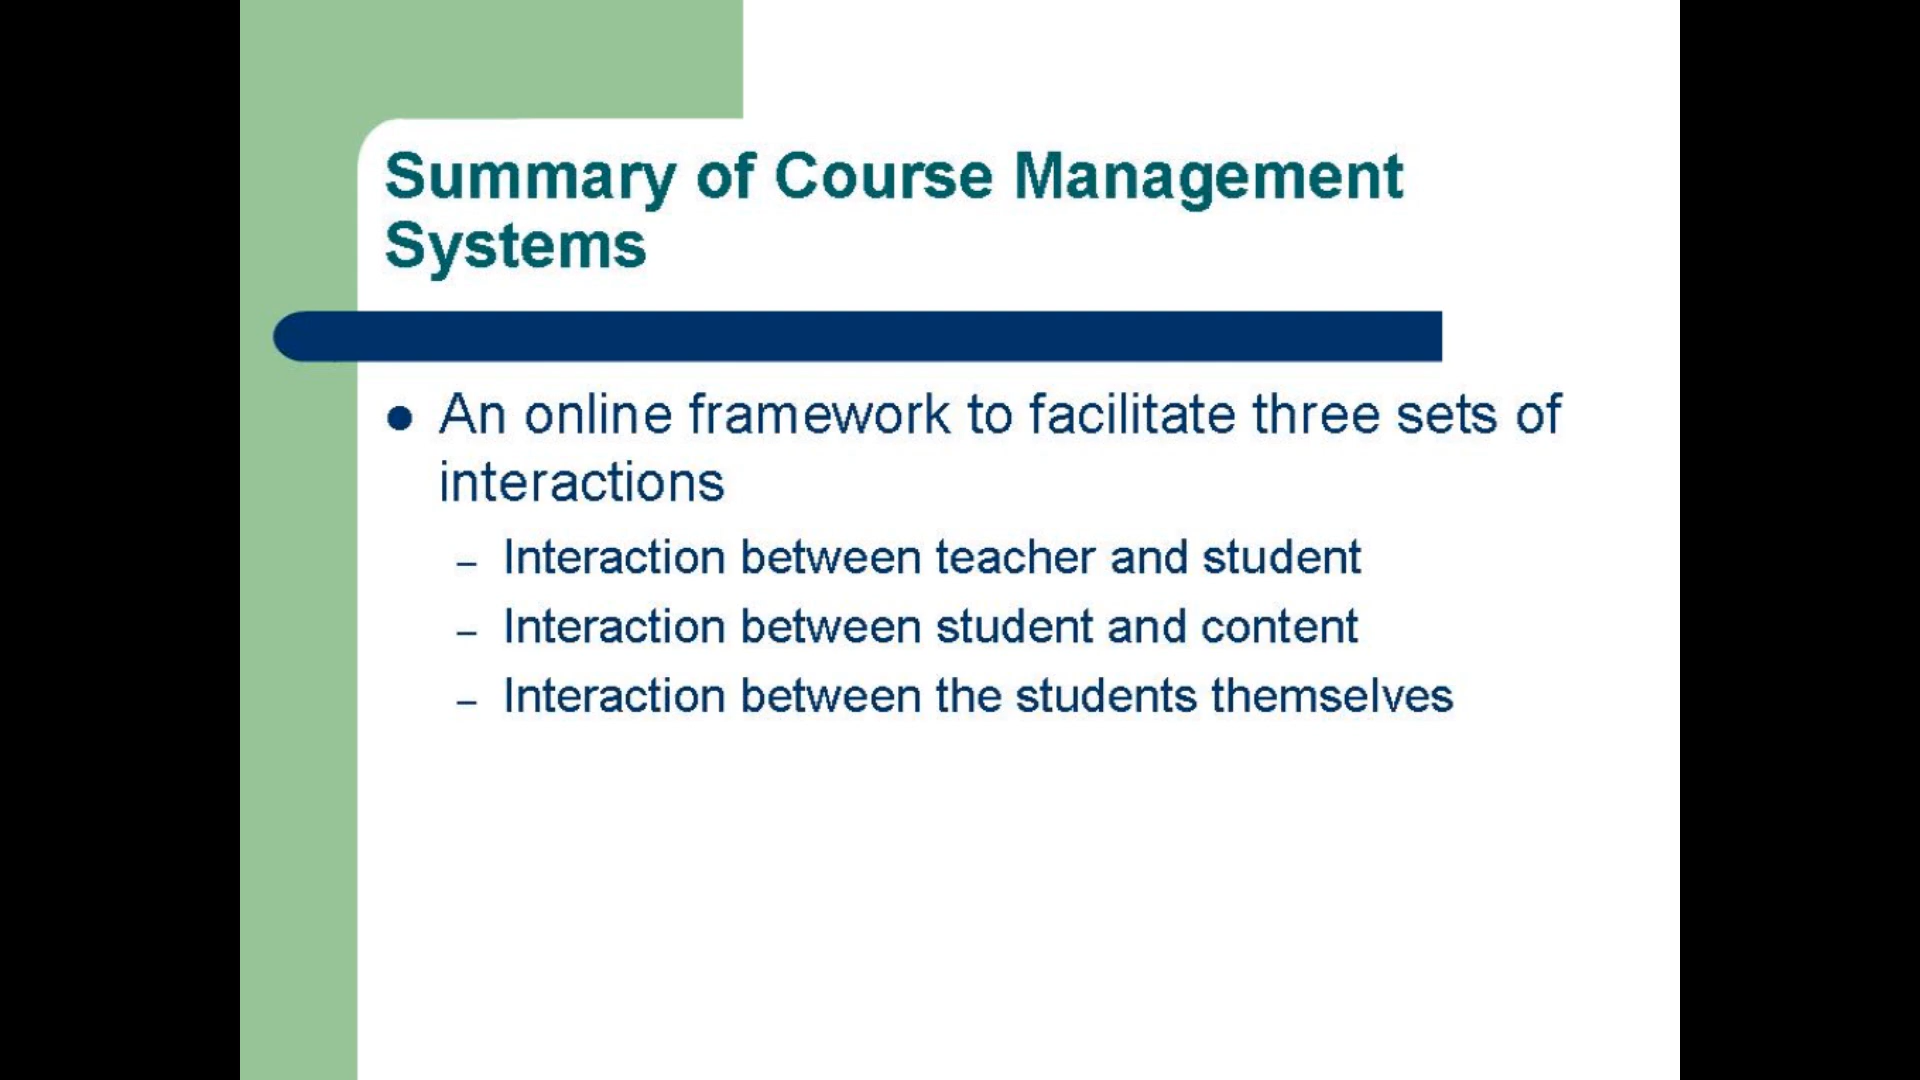 Summary of Course Management
Systems
● An online framework to facilitate three sets of
interactions
– Interaction between teacher and student
– Interaction between student and content
– Interaction between the students themselves